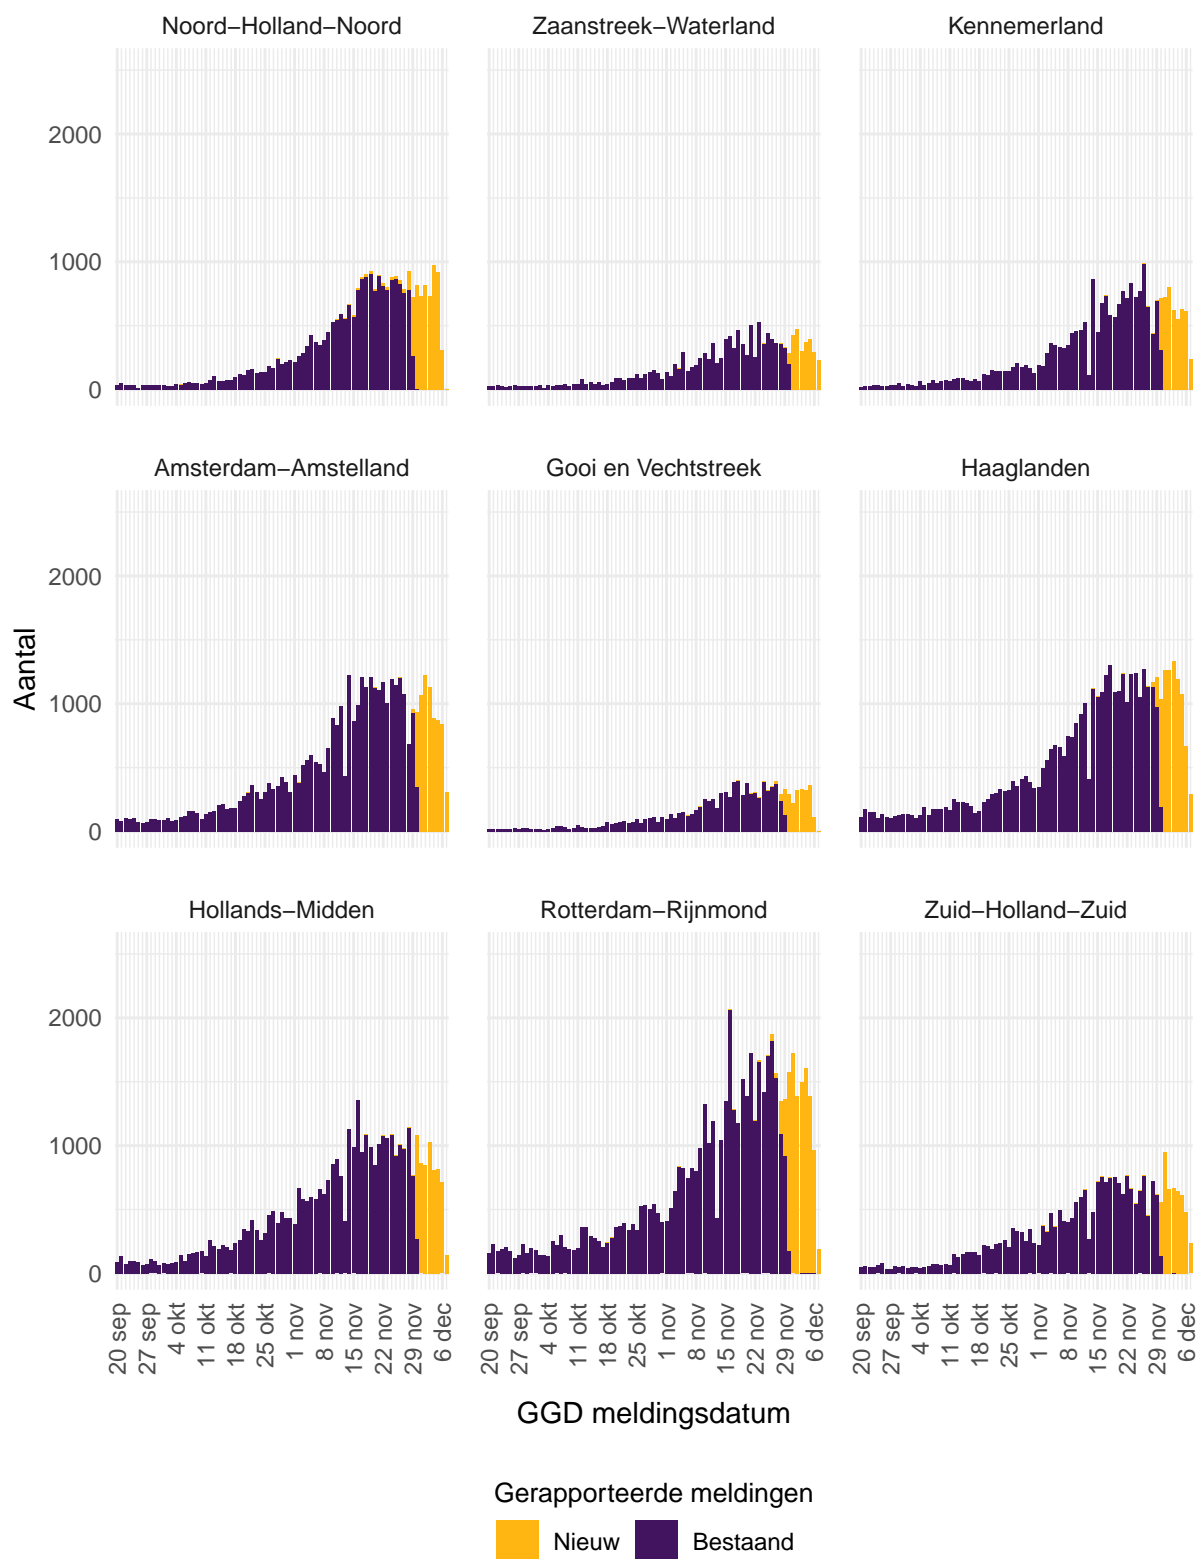 Noord−Holland−Noord Zaanstreek−Waterland Kennemerland
2000
1000
0
Amsterdam−Amstelland Gooi en Vechtstreek Haaglanden
2000
1000
0
Aantal
Hollands−Midden Rotterdam−Rijnmond Zuid−Holland−Zuid
2000
1000
0
20 sep 27 sep 4 okt 11 okt 18 okt 25 okt 1 nov 8 nov 15 nov 22 nov 29 nov 6 dec 20 sep 27 sep 4 okt 11 okt 18 okt 25 okt 1 nov 8 nov 15 nov 22 nov 29 nov 6 dec 20 sep 27 sep 4 okt 11 okt 18 okt 25 okt 1 nov 8 nov 15 nov 22 nov 29 nov 6 dec
GGD meldingsdatum
Gerapporteerde meldingen
Nieuw Bestaand